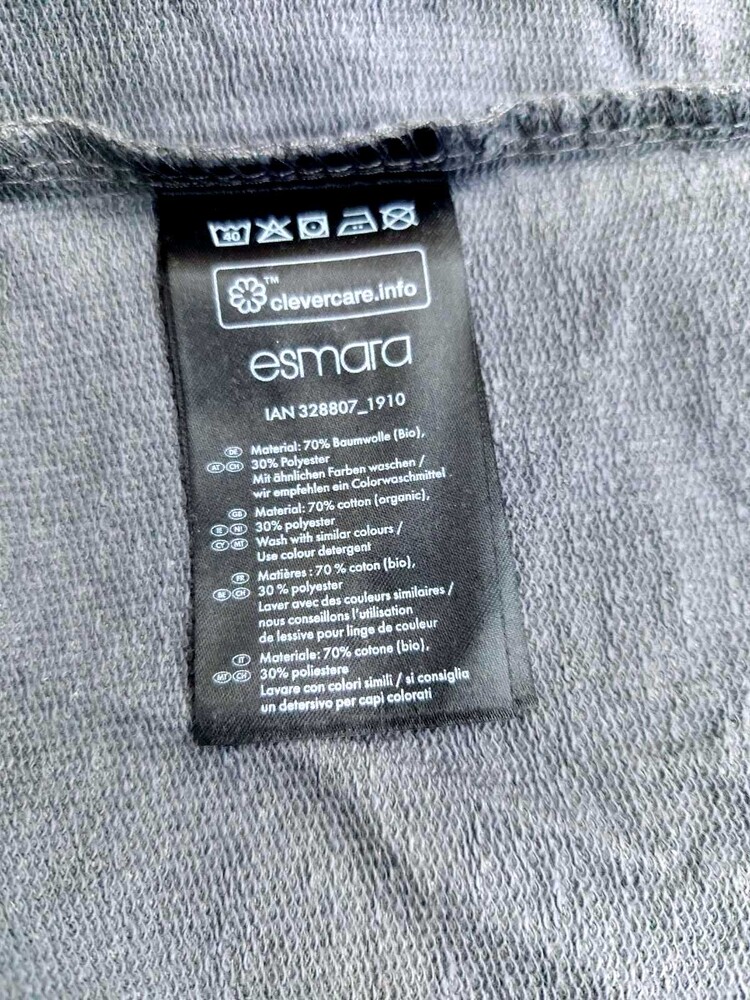 40
clevercare.info™
esmara
IAN 328807_1910
DE Material: 70% Baumwolle (Bio),
AT CH 30% Polyester
Mit ähnlichen Farben waschen /
wir empfehlen ein Colorwaschmittel
GB Material: 70% cotton (organic),
IE NI 30% polyester
CY MT Wash with similar colours /
Use colour detergent
FR Matières : 70 % coton (bio),
BE CH 30 % polyester
Laver avec des couleurs similaires /
nous conseillons l'utilisation
de lessive pour linge de couleur
IT Materiale: 70% cotone (bio),
MT CH 30% poliestere
Lavare con colori simili / si consiglia
un detersivo per capi colorati